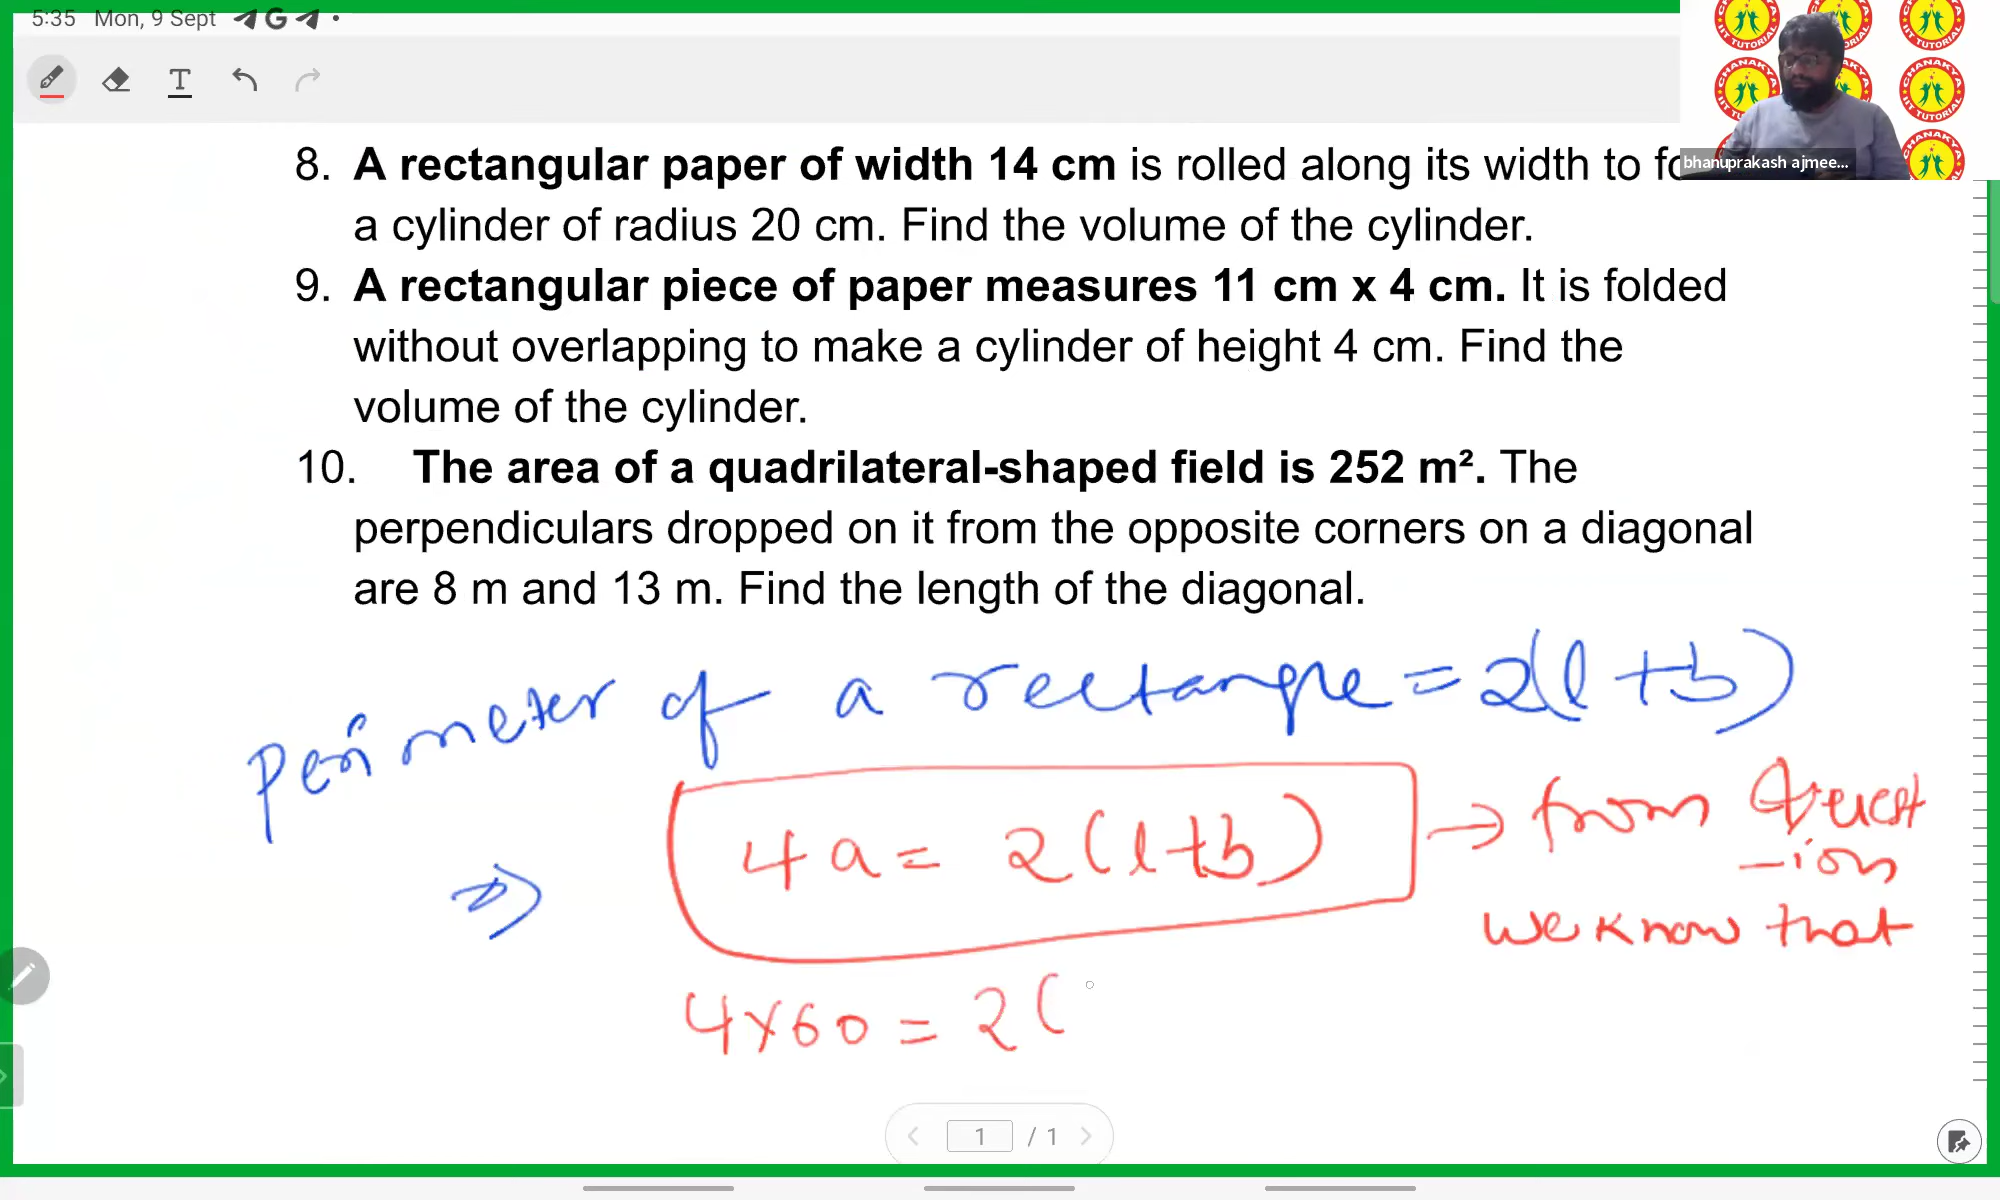 5:35 Mon, 9 Sept
T
CHANAKYA
IIT TUTORIAL
bhanuprakash ajmee...
8. A rectangular paper of width 14 cm is rolled along its width to fo
a cylinder of radius 20 cm. Find the volume of the cylinder.
9. A rectangular piece of paper measures 11 cm x 4 cm. It is folded
without overlapping to make a cylinder of height 4 cm. Find the
volume of the cylinder.
10. The area of a quadrilateral-shaped field is 252 m². The
perpendiculars dropped on it from the opposite corners on a diagonal
are 8 m and 13 m. Find the length of the diagonal.
Perimeter of a rectangle = 2(l+b)
⇒ 4a = 2(l+b) → from Quest
-ion
we know that
4×60 = 2(
1 / 1